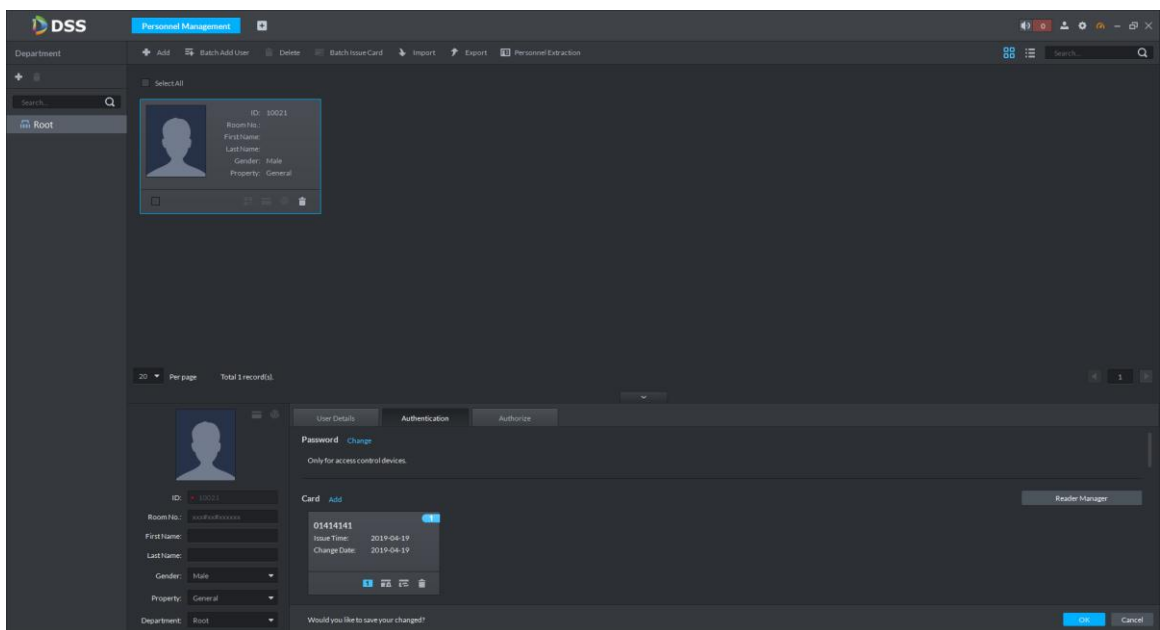 DSS
Personnel Management
0
Department
Add
Batch Add User
Delete
Batch Issue Card
Import
Export
Personnel Extraction
Search...
Select All
Search...
Root
ID: 10021
Room No.:
First Name:
Last Name:
Gender: Male
Property: General
20 Per page Total 1 record(s).
1
User Details
Authentication
Authorize
Password Change
Only for access control devices.
ID: * 10021
Room No.:
First Name:
Last Name:
Gender: Male
Property: General
Department: Root
Card Add
Reader Manager
01414141
1
Issue Time: 2019-04-19
Change Date: 2019-04-19
Would you like to save your changed?
OK
Cancel